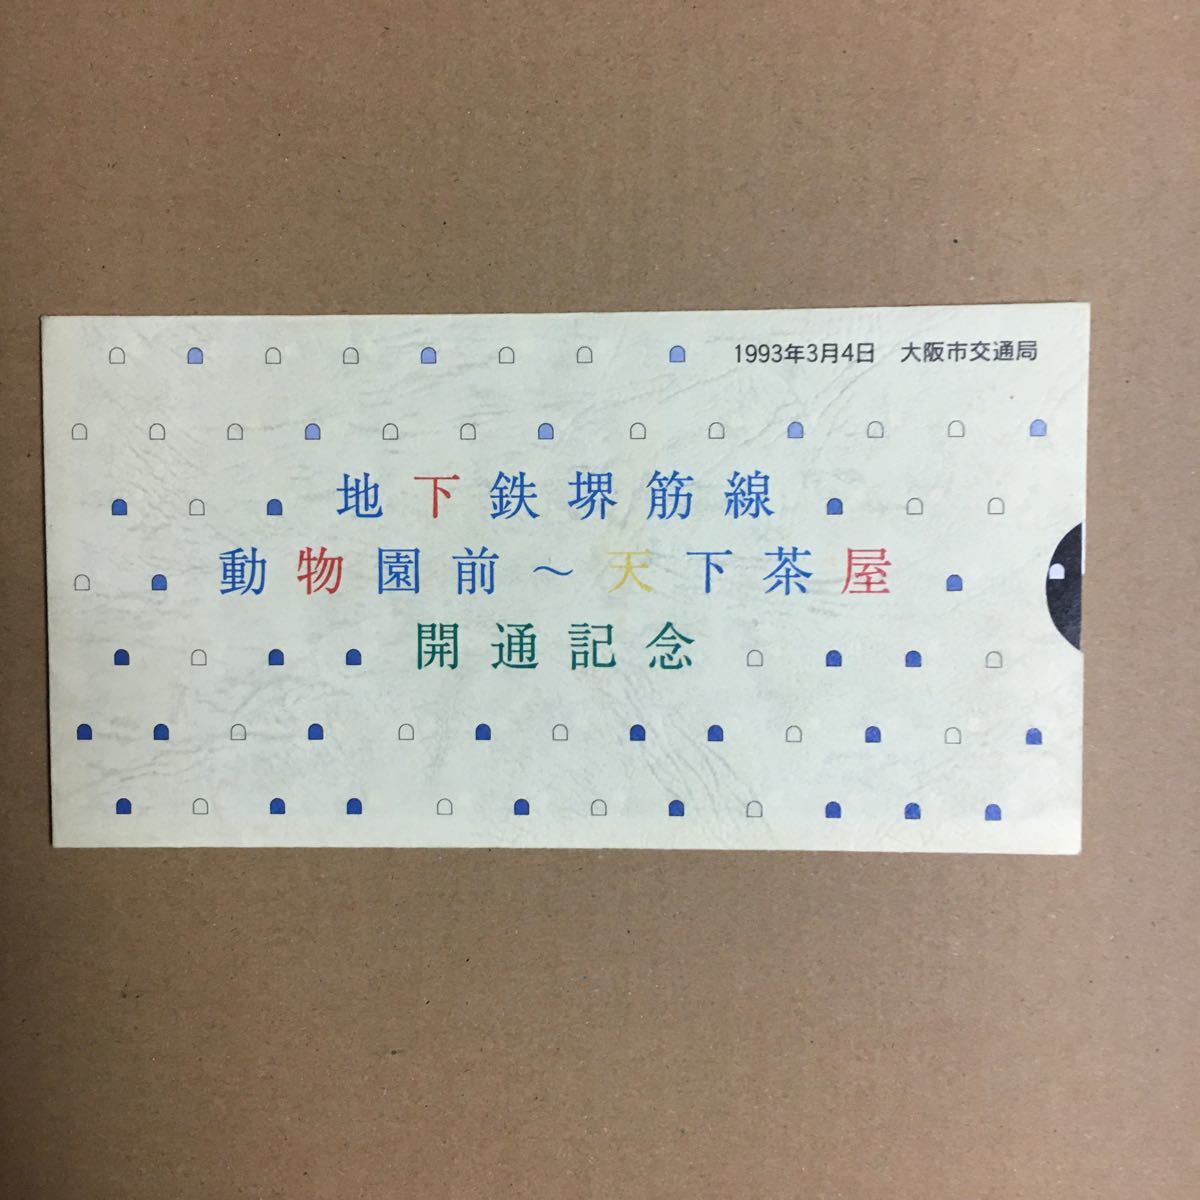 1993年3月4日　大阪市交通局
地下鉄堺筋線
動物園前～天下茶屋
開通記念